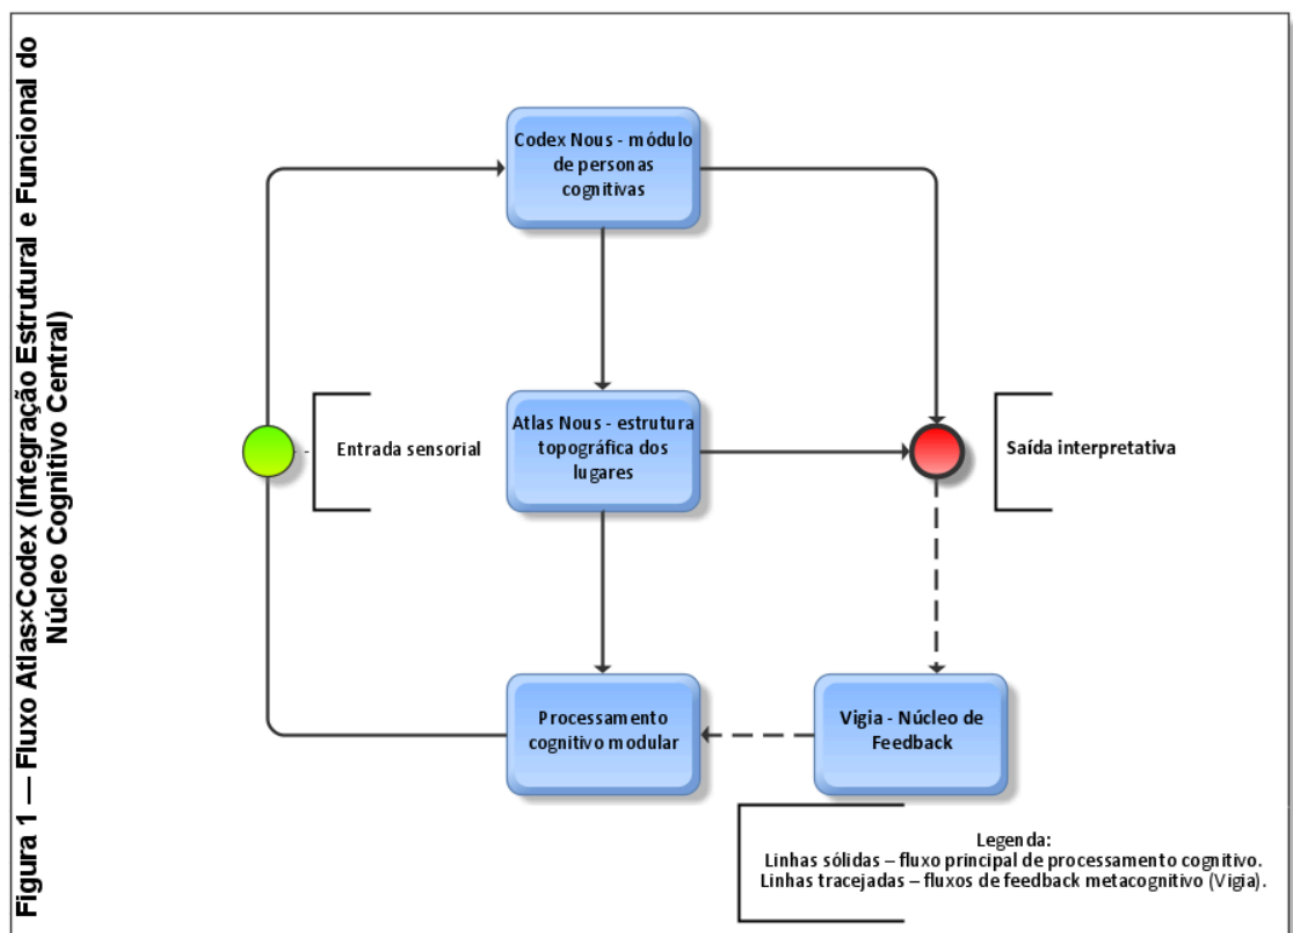 Figura 1 — Fluxo Atlas×Codex (Integração Estrutural e Funcional do
Núcleo Cognitivo Central)
Codex Nous - módulo
de personas
cognitivas
Entrada sensorial
Atlas Nous - estrutura
topográfica dos
lugares
Saída interpretativa
Processamento
cognitivo modular
Vigia - Núcleo de
Feedback
Legenda:
Linhas sólidas – fluxo principal de processamento cognitivo.
Linhas tracejadas – fluxos de feedback metacognitivo (Vigia).